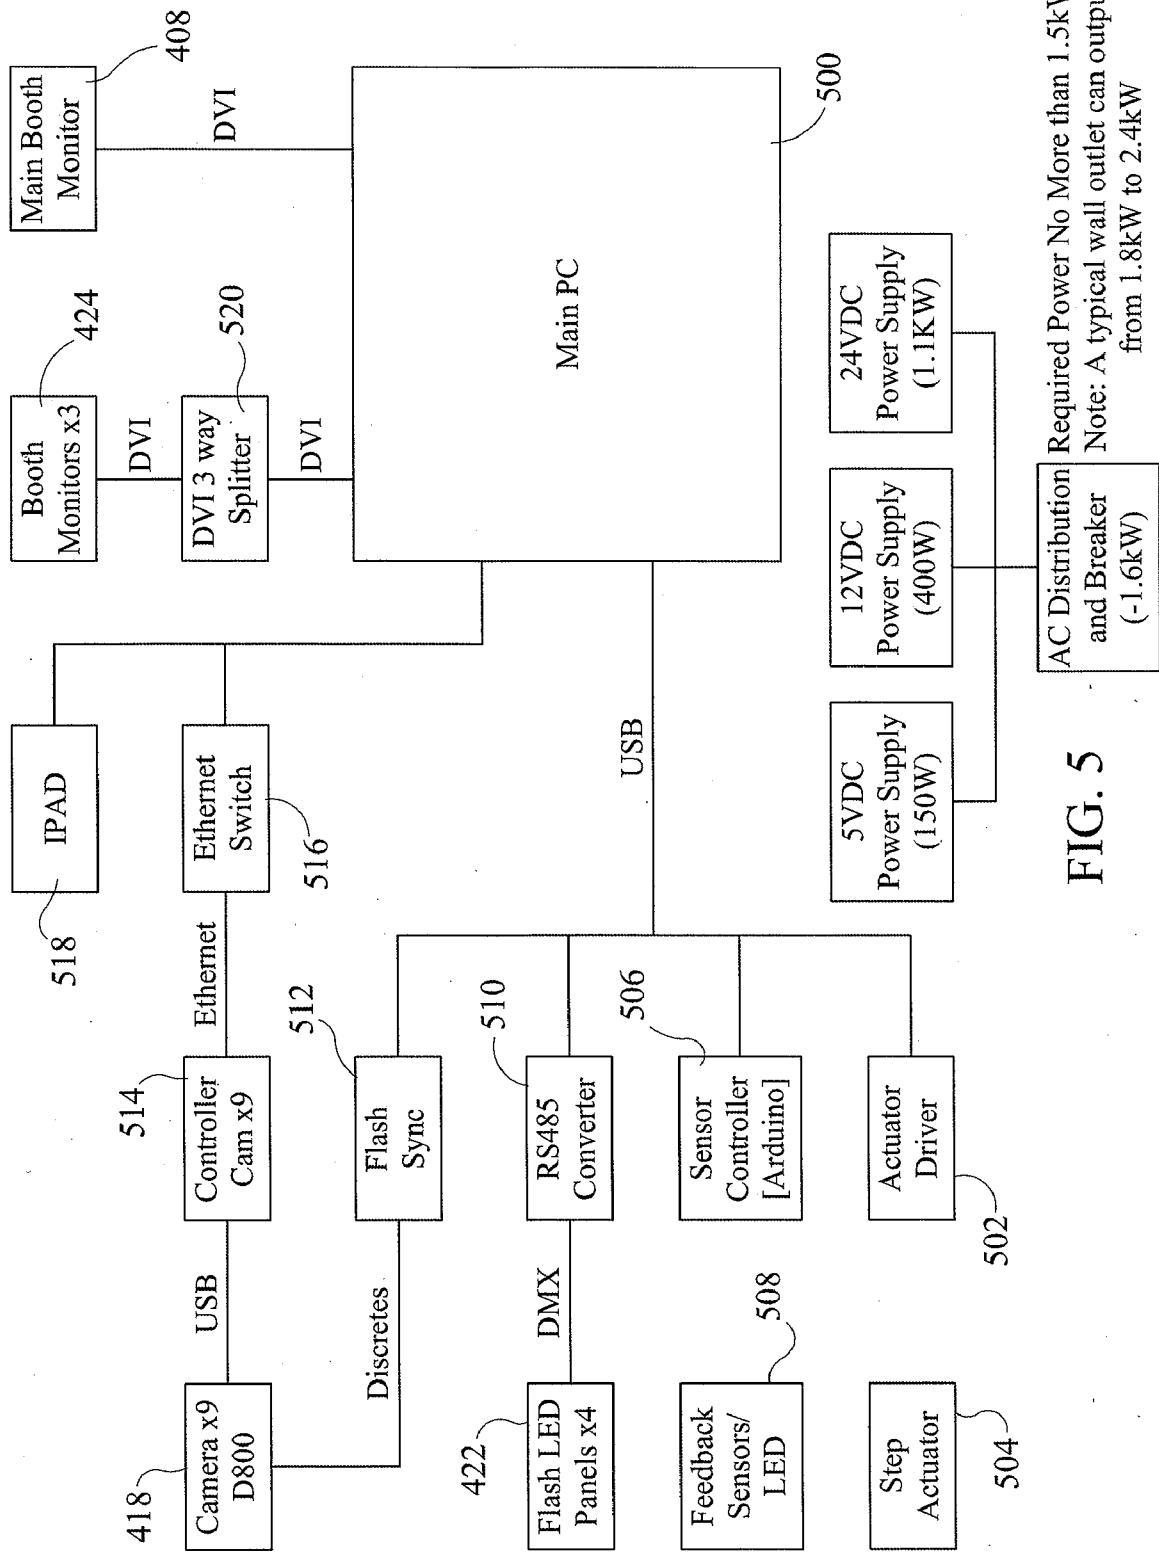 Main Booth
Monitor
408
DVI
Booth
Monitors x3
424
DVI
DVI 3 way
Splitter
520
DVI
Main PC
500
IPAD
518
Ethernet
Switch
516
Ethernet
Controller
Cam x9
514
USB
Camera x9
D800
418
Discretes
Flash
Sync
512
USB
RS485
Converter
510
DMX
Flash LED
Panels x4
422
Sensor
Controller
[Arduino]
506
Feedback
Sensors/
LED
508
Actuator
Driver
502
Step
Actuator
504
5VDC
Power Supply
(150W)
12VDC
Power Supply
(400W)
24VDC
Power Supply
(1.1KW)
AC Distribution
and Breaker
(-1.6kW)
Required Power No More than 1.5kW
Note: A typical wall outlet can outpu
from 1.8kW to 2.4kW
FIG. 5